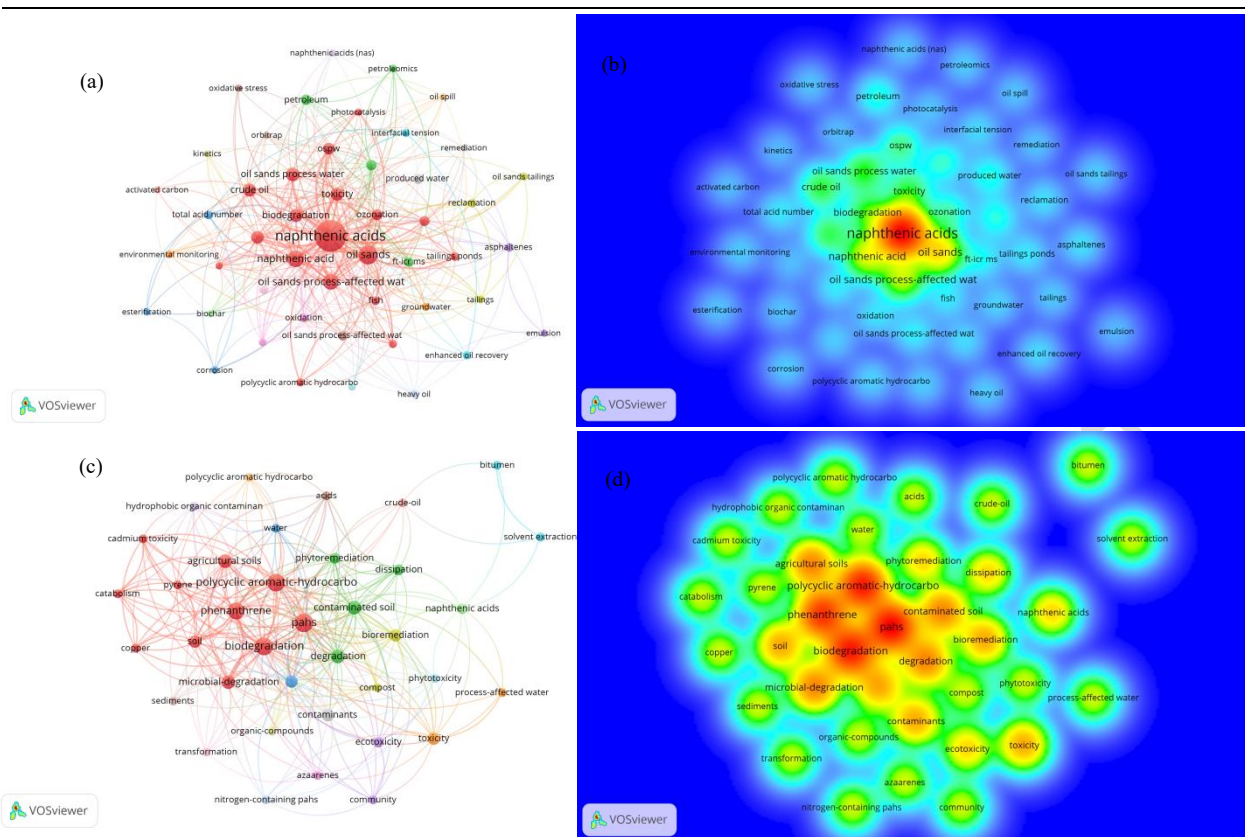 (a)
naphthenic acids (nas)
petroleomics
oxidative stress
petroleum
oil spill
photocatalysis
orbitrap
interfacial tension
ospw
remediation
kinetics
oil sands process water
produced water
oil sands tailings
activated carbon
crude oil
toxicity
reclamation
total acid number
biodegradation
ozonation
naphthenic acids
asphaltenes
environmental monitoring
naphthenic acid
oil sands
ft-icr ms
tailings ponds
oil sands process-affected wat
fish
tailings
esterification
biochar
oxidation
groundwater
oil sands process-affected wat
emulsion
enhanced oil recovery
corrosion
polycyclic aromatic hydrocarbo
heavy oil
VOSviewer
(b)
naphthenic acids (nas)
petroleomics
oxidative stress
petroleum
oil spill
photocatalysis
orbitrap
interfacial tension
ospw
remediation
kinetics
oil sands process water
produced water
oil sands tailings
activated carbon
crude oil
toxicity
reclamation
total acid number
biodegradation
ozonation
naphthenic acids
asphaltenes
environmental monitoring
naphthenic acid
oil sands
ft-icr ms
tailings ponds
oil sands process-affected wat
fish
tailings
esterification
biochar
oxidation
groundwater
oil sands process-affected wat
emulsion
enhanced oil recovery
corrosion
polycyclic aromatic hydrocarbo
heavy oil
VOSviewer
(c)
bitumen
polycyclic aromatic hydrocarbo
acids
crude-oil
hydrophobic organic contaminan
water
cadmium toxicity
solvent extraction
agricultural soils
phytoremediation
dissipation
pyrene
polycyclic aromatic-hydrocarbo
catabolism
phenanthrene
contaminated soil
naphthenic acids
pahs
copper
soil
biodegradation
bioremediation
degradation
microbial-degradation
phytotoxicity
compost
process-affected water
sediments
contaminants
organic-compounds
ecotoxicity
toxicity
transformation
azaarenes
nitrogen-containing pahs
community
VOSviewer
(d)
bitumen
polycyclic aromatic hydrocarbo
acids
crude-oil
hydrophobic organic contaminan
water
cadmium toxicity
solvent extraction
agricultural soils
phytoremediation
dissipation
pyrene
polycyclic aromatic-hydrocarbo
catabolism
phenanthrene
contaminated soil
naphthenic acids
pahs
copper
soil
biodegradation
bioremediation
degradation
microbial-degradation
phytotoxicity
compost
process-affected water
sediments
contaminants
organic-compounds
ecotoxicity
toxicity
transformation
azaarenes
nitrogen-containing pahs
community
VOSviewer